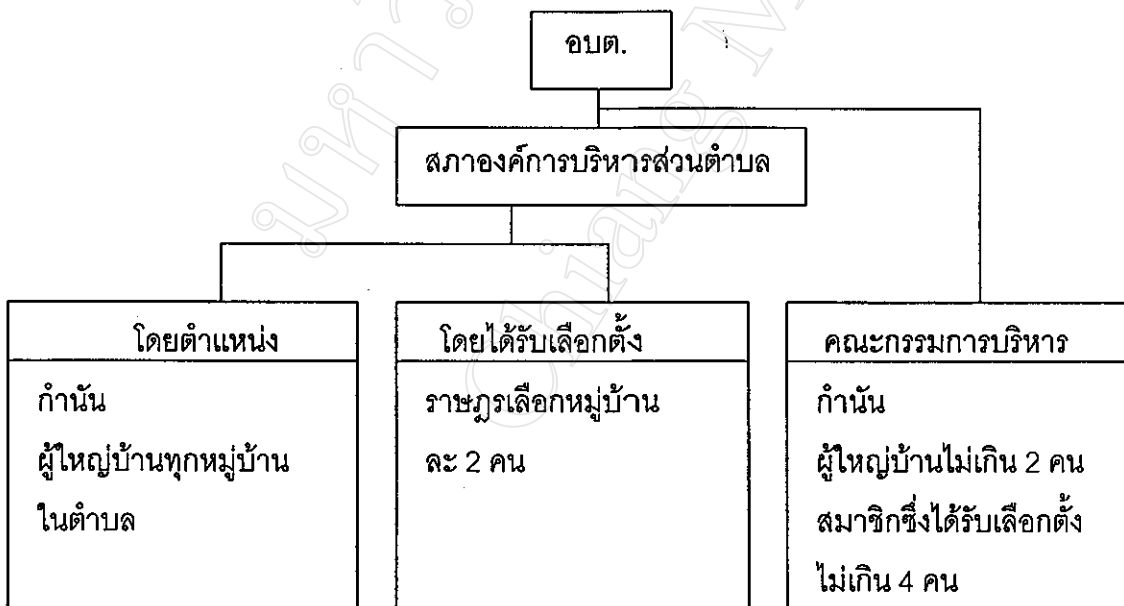 อบต.
สภาองค์การบริหารส่วนตำบล
โดยตำแหน่ง
กำนัน
ผู้ใหญ่บ้านทุกหมู่บ้าน
ในตำบล
โดยได้รับเลือกตั้ง
ราษฎรเลือกหมู่บ้าน
ละ 2 คน
คณะกรรมการบริหาร
กำนัน
ผู้ใหญ่บ้านไม่เกิน 2 คน
สมาชิกซึ่งได้รับเลือกตั้ง
ไม่เกิน 4 คน
Chiang M